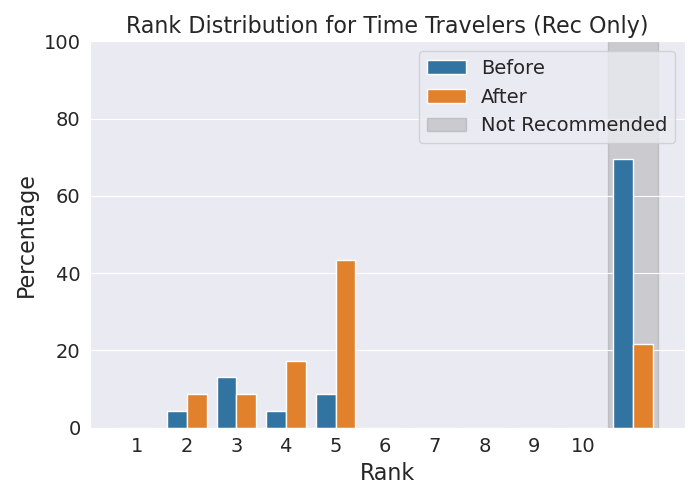 Rank Distribution for Time Travelers (Rec Only)
100
80
60
40
20
0
Percentage
Before
After
Not Recommended
1 2 3 4 5 6 7 8 9 10
Rank